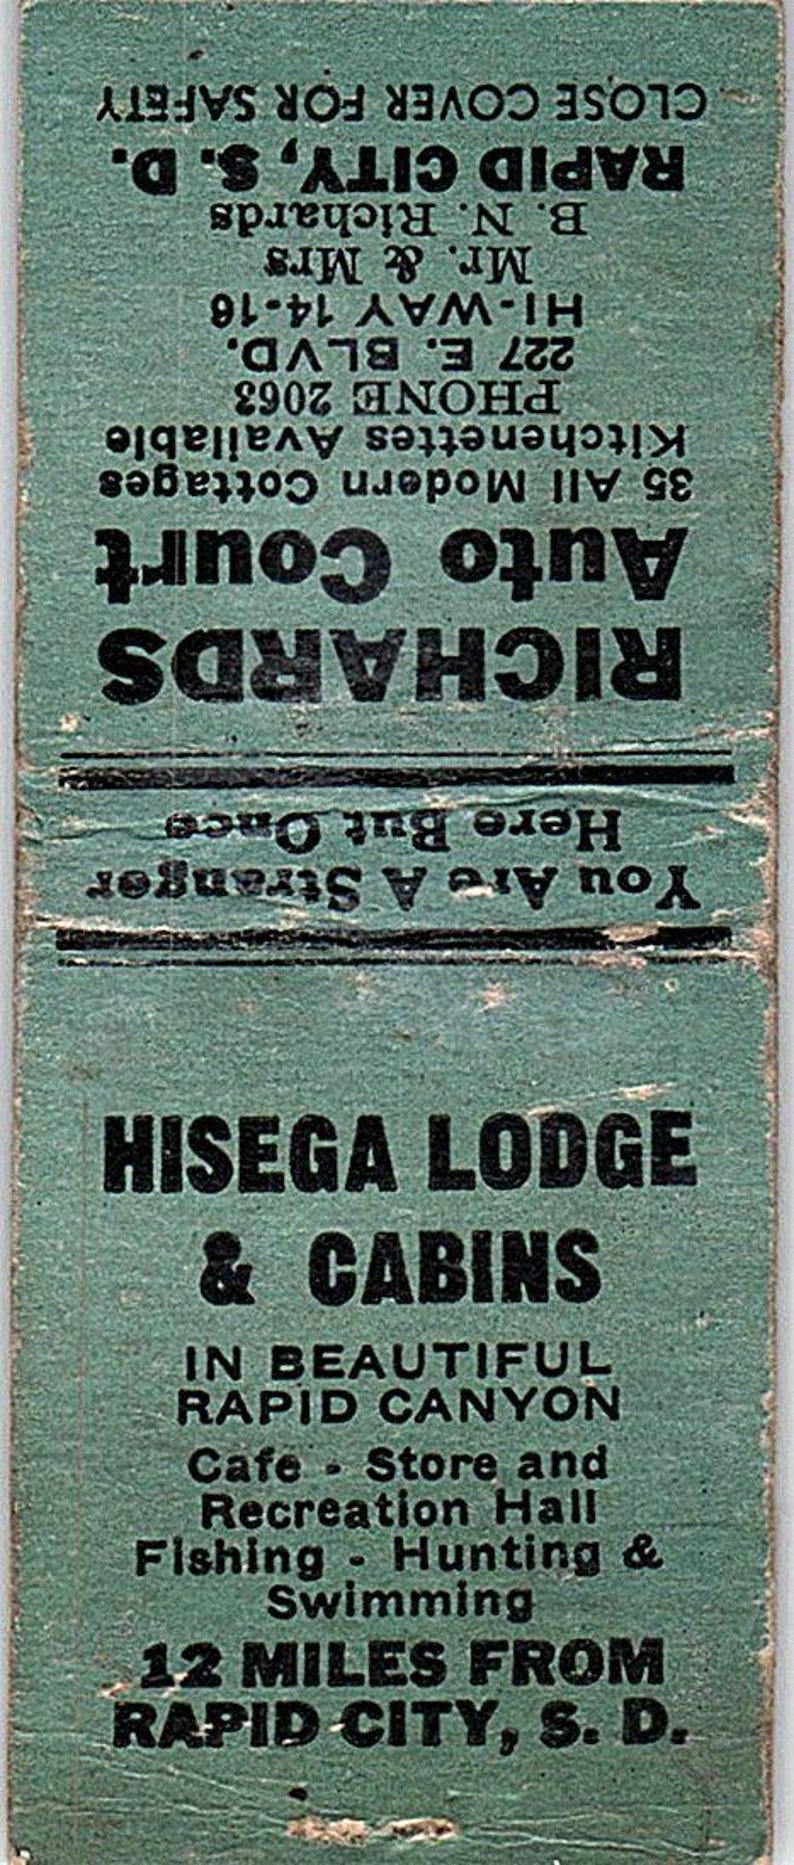 RICHARDS
Auto Court
35 All Modern Cottages
Kitchenettes Available
PHONE 2063
227 E. BLVD.
HI-WAY 14-16
Mr. & Mrs
B. N. Richards
RAPID CITY, S. D.
CLOSE COVER FOR SAFETY
You Are A Stranger
Here But Once
HISEGA LODGE
& CABINS
IN BEAUTIFUL
RAPID CANYON
Cafe - Store and
Recreation Hall
Fishing - Hunting &
Swimming
12 MILES FROM
RAPID CITY, S. D.